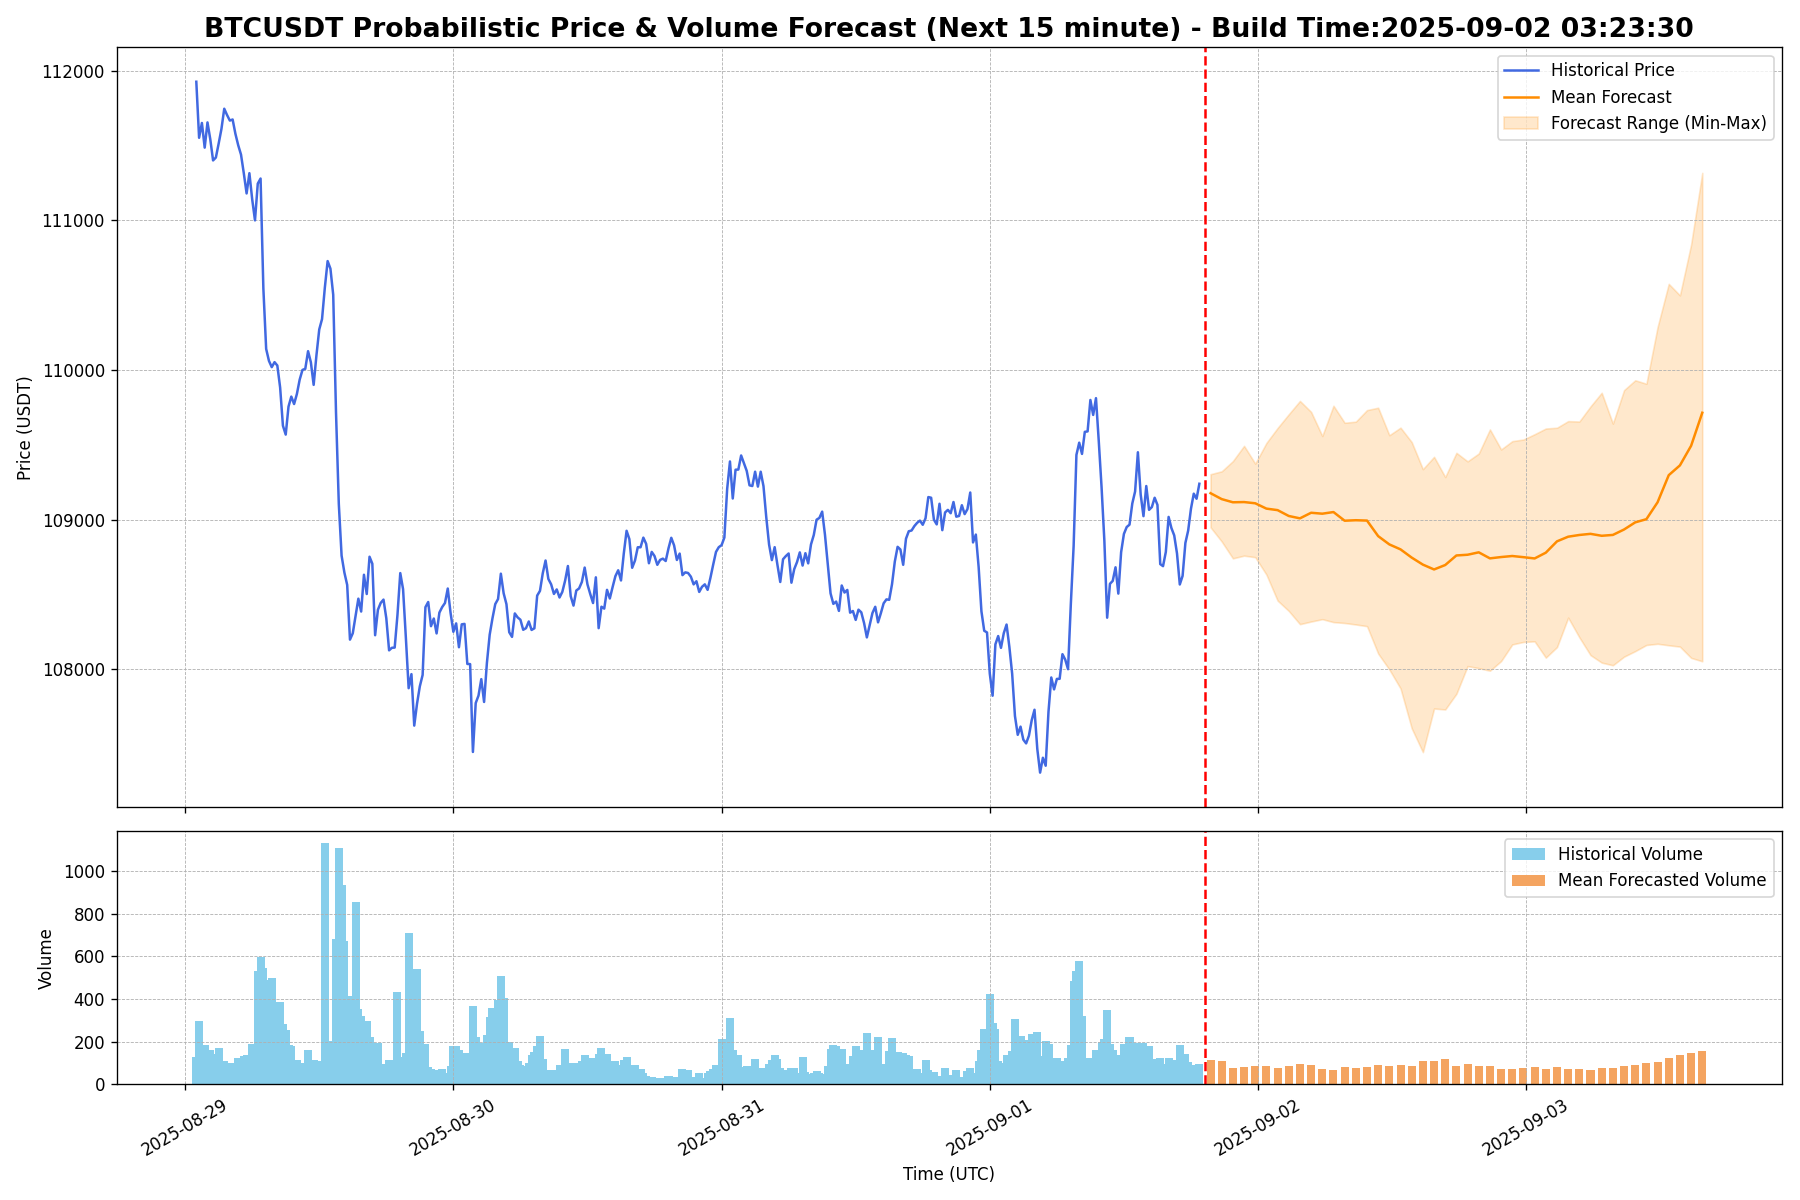 BTCUSDT Probabilistic Price & Volume Forecast (Next 15 minute) - Build Time:2025-09-02 03:23:30
Price (USDT)
112000
111000
110000
109000
108000
Historical Price
Mean Forecast
Forecast Range (Min-Max)
Volume
1000
800
600
400
200
0
Historical Volume
Mean Forecasted Volume
2025-08-29
2025-08-30
2025-08-31
2025-09-01
2025-09-02
2025-09-03
Time (UTC)